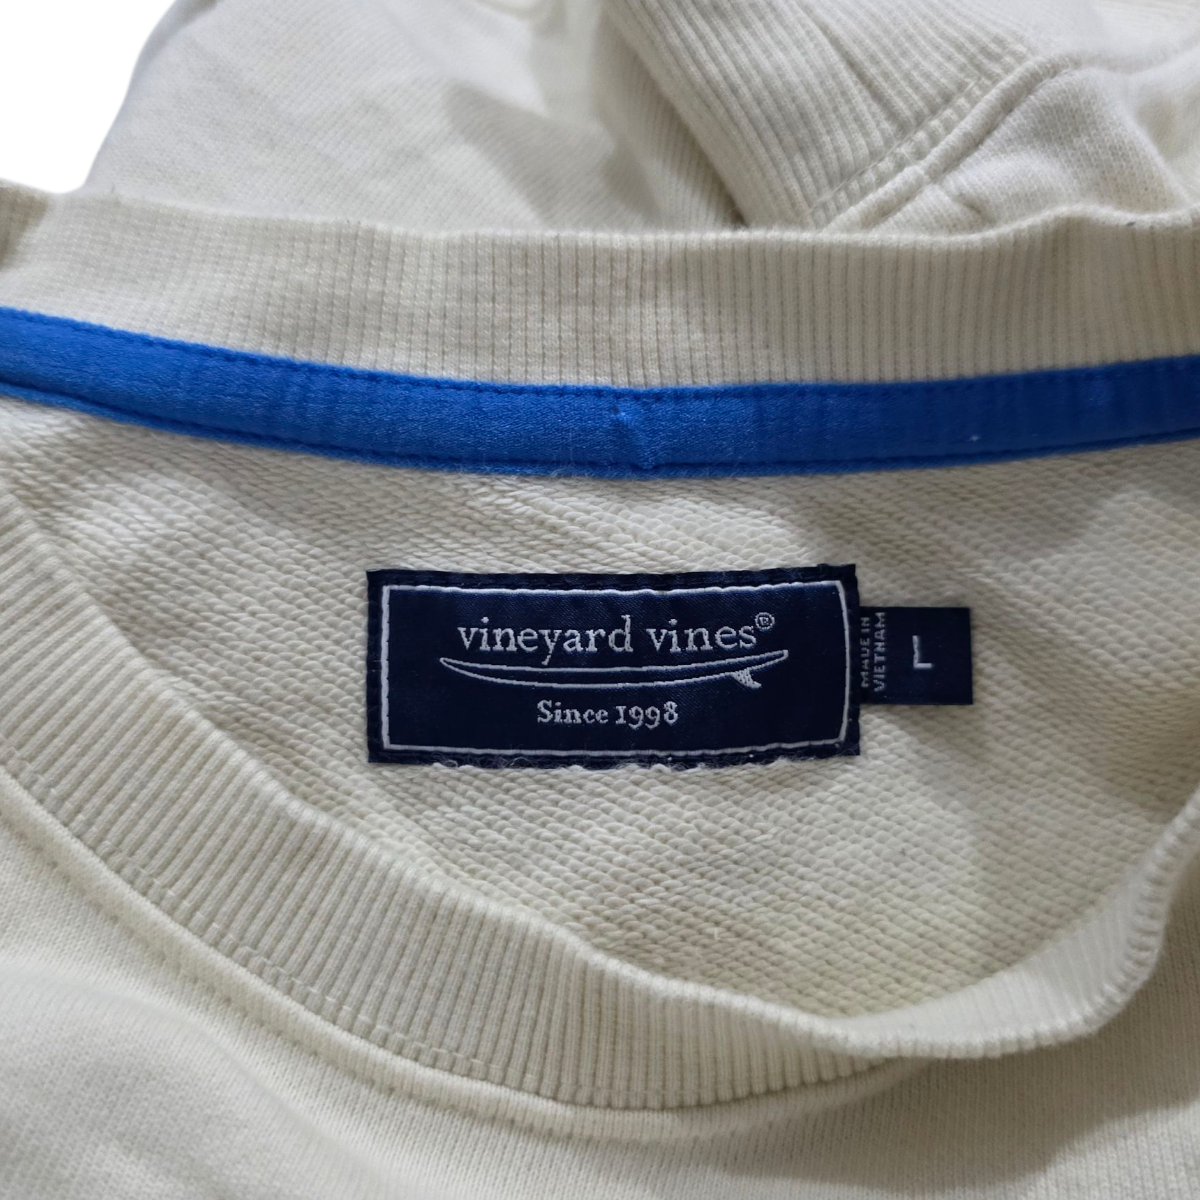 vineyard vines®
Since 1998
MADE IN
VIETNAM
L